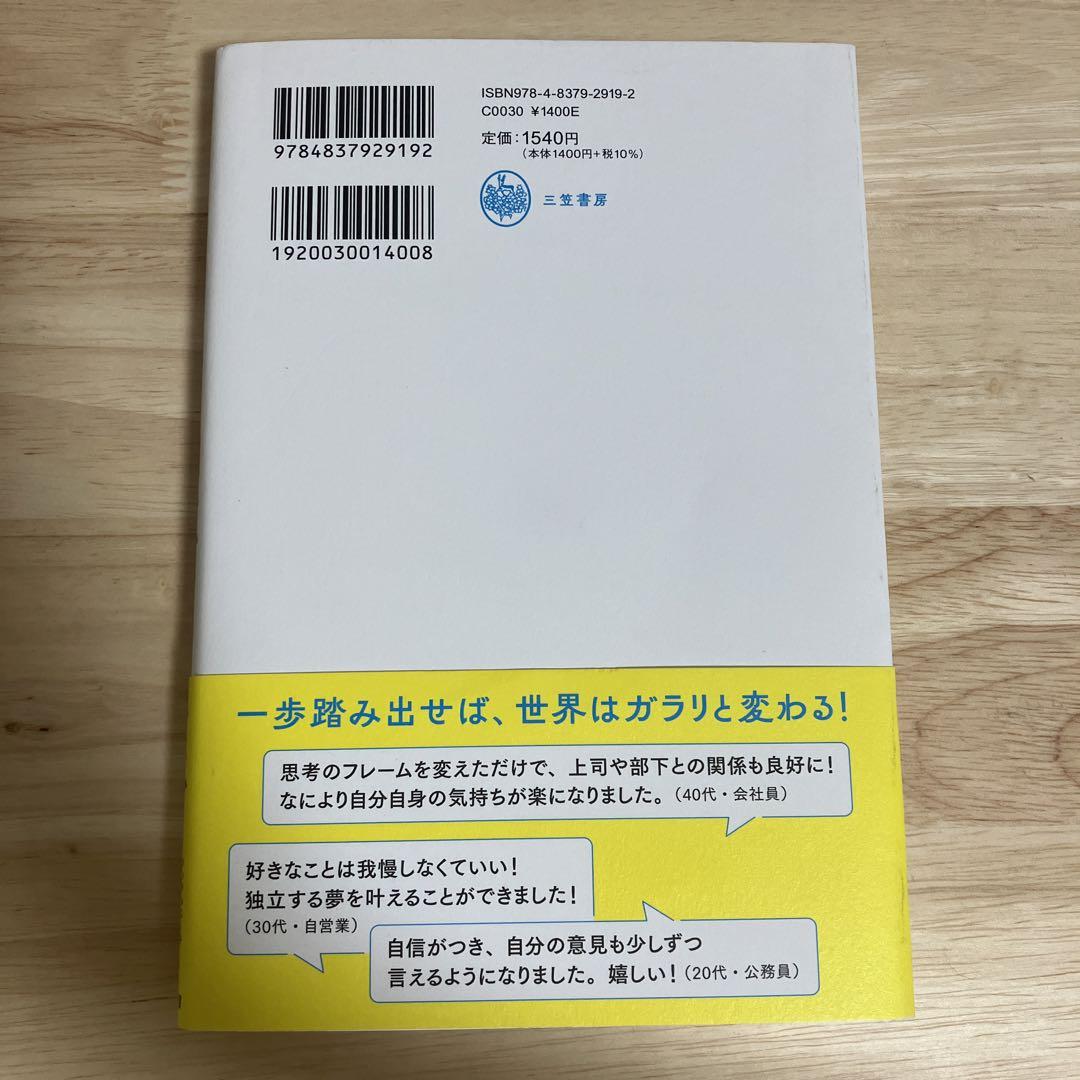 ISBN978-4-8379-2919-2
C0030 ¥1400E
定価：1540円
（本体1400円+税10%）
9784837929192
1920030014008
三笠書房
一歩踏み出せば、世界はガラリと変わる！
思考のフレームを変えただけで、上司や部下との関係も良好に！
なにより自分自身の気持ちが楽になりました。（40代・会社員）
好きなことは我慢しなくていい！
独立する夢を叶えることができました！
（30代・自営業）
自信がつき、自分の意見も少しずつ
言えるようになりました。嬉しい！（20代・公務員）